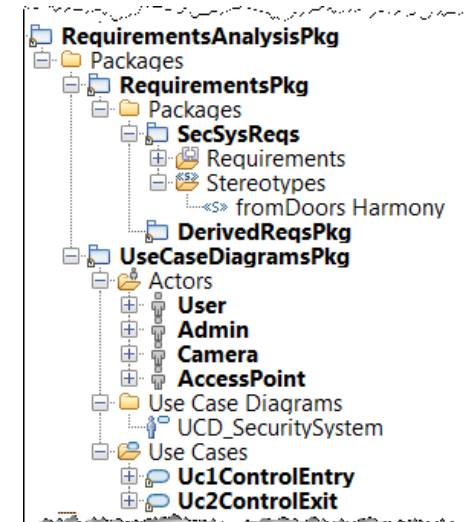 RequirementsAnalysisPkg
Packages
RequirementsPkg
Packages
SecSysReqs
Requirements
Stereotypes
«S» fromDoors Harmony
DerivedReqsPkg
UseCaseDiagramsPkg
Actors
User
Admin
Camera
AccessPoint
Use Case Diagrams
UCD_SecuritySystem
Use Cases
Uc1ControlEntry
Uc2ControlExit